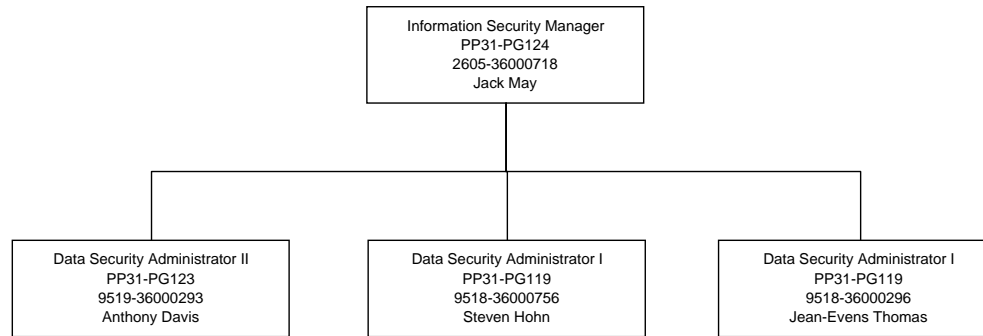 Information Security Manager
PP31-PG124
2605-36000718
Jack May
Data Security Administrator II
PP31-PG123
9519-36000293
Anthony Davis
Data Security Administrator I
PP31-PG119
9518-36000756
Steven Hohn
Data Security Administrator I
PP31-PG119
9518-36000296
Jean-Evens Thomas